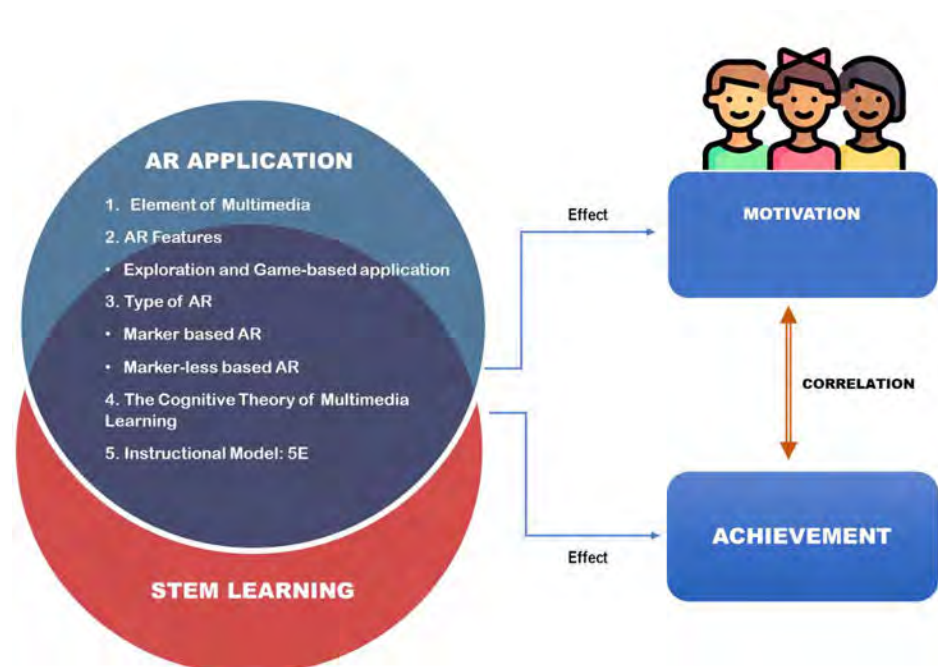 AR APPLICATION
1. Element of Multimedia
2. AR Features
• Exploration and Game-based application
3. Type of AR
• Marker based AR
• Marker-less based AR
4. The Cognitive Theory of Multimedia
Learning
5. Instructional Model: 5E
STEM LEARNING
Effect
Effect
MOTIVATION
CORRELATION
ACHIEVEMENT